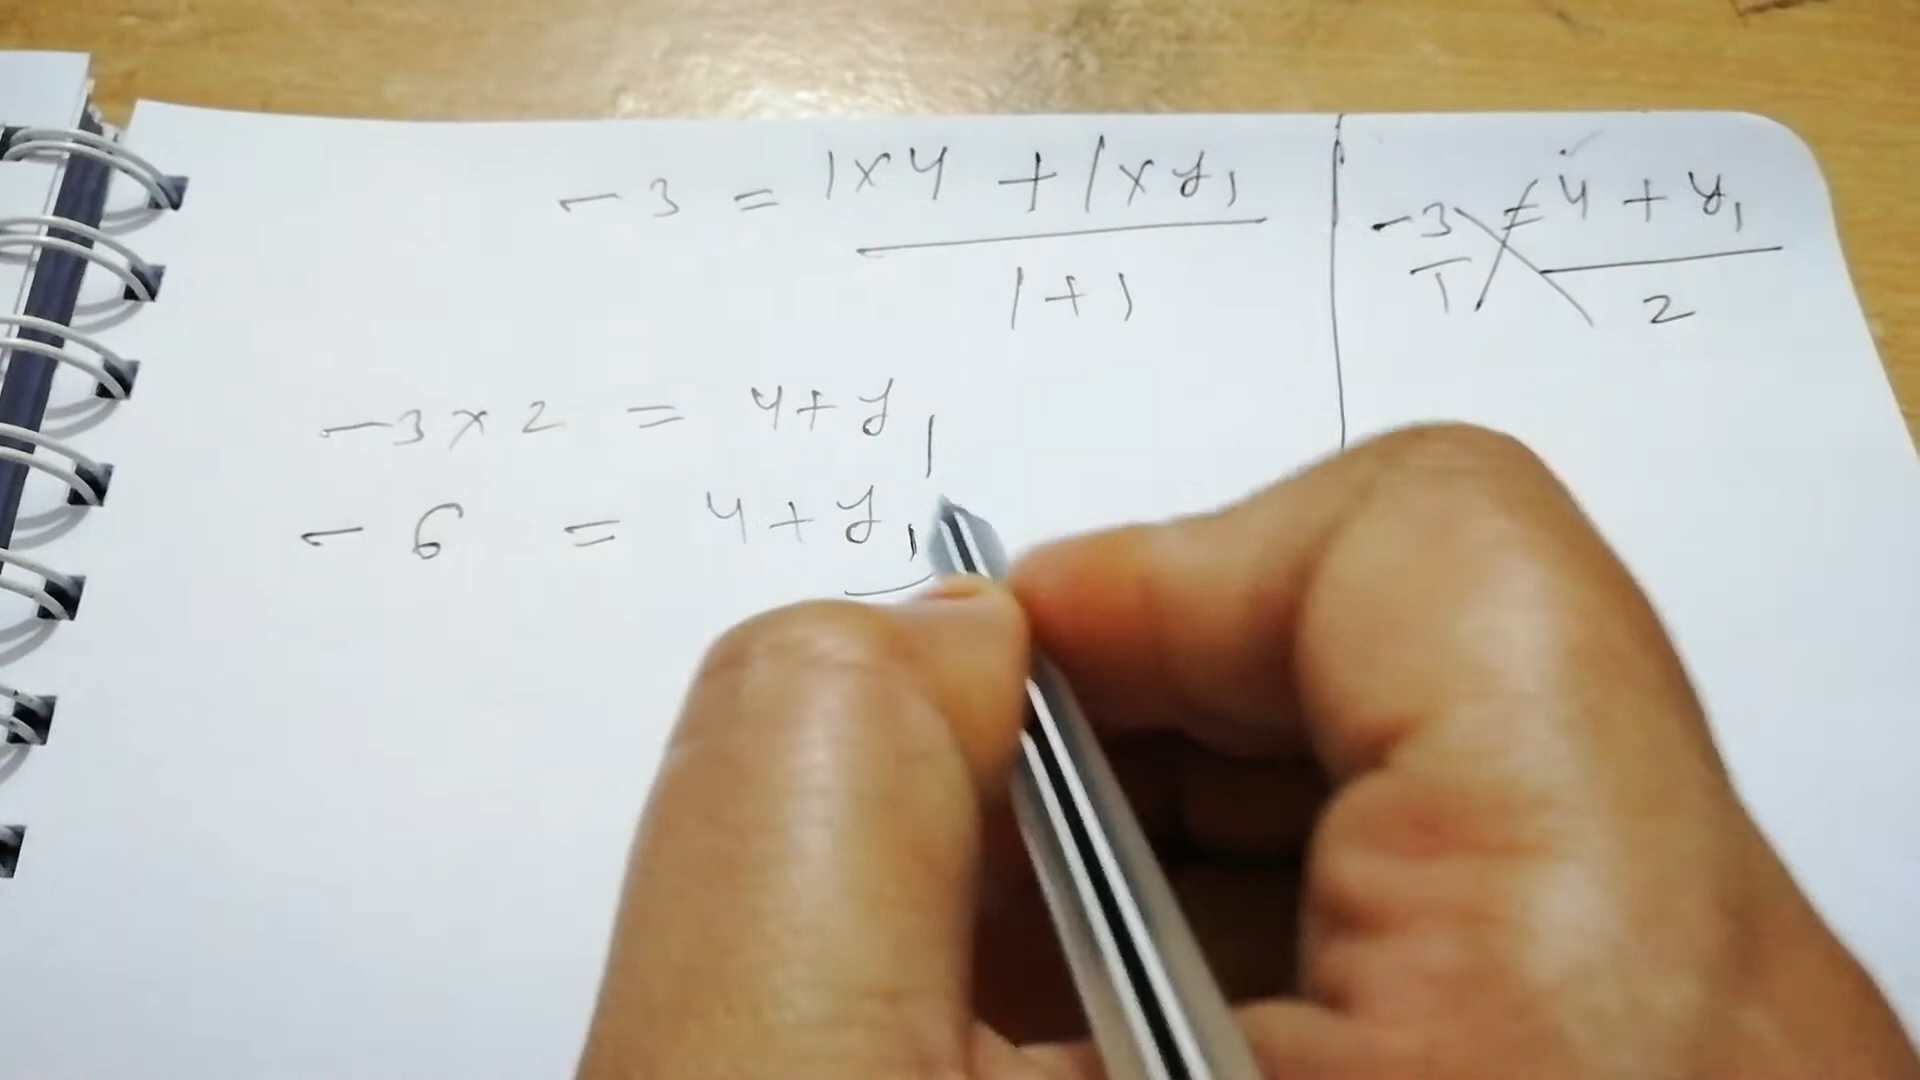 -3 = 1×4 + 1×y₁
1+1
-3×2 = 4+y₁
-6 = 4+y₁
-3/1 = 4+y₁
2